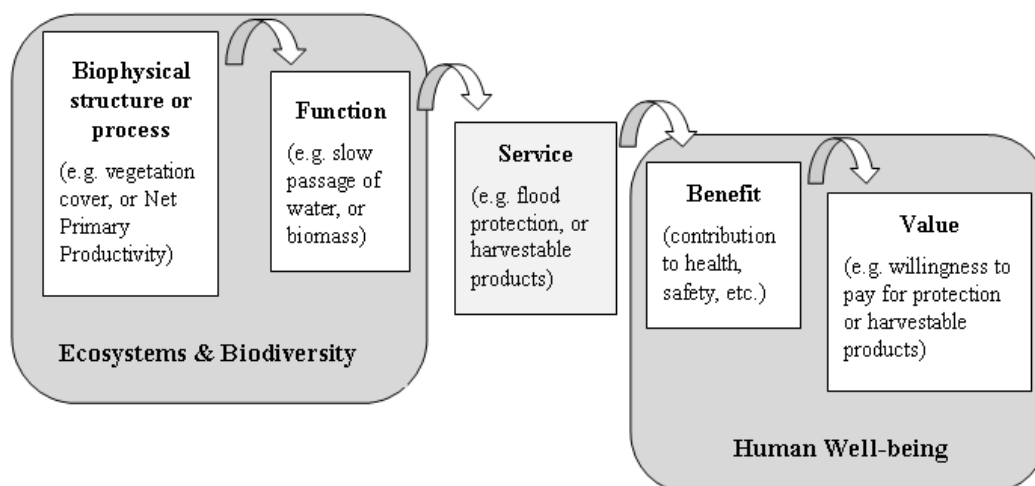 Biophysical
structure or
process
(e.g. vegetation
cover, or Net
Primary
Productivity)
Function
(e.g. slow
passage of
water, or
biomass)
Ecosystems & Biodiversity
Service
(e.g. flood
protection, or
harvestable
products)
Benefit
(contribution
to health,
safety, etc.)
Value
(e.g. willingness to
pay for protection
or harvestable
products)
Human Well-being